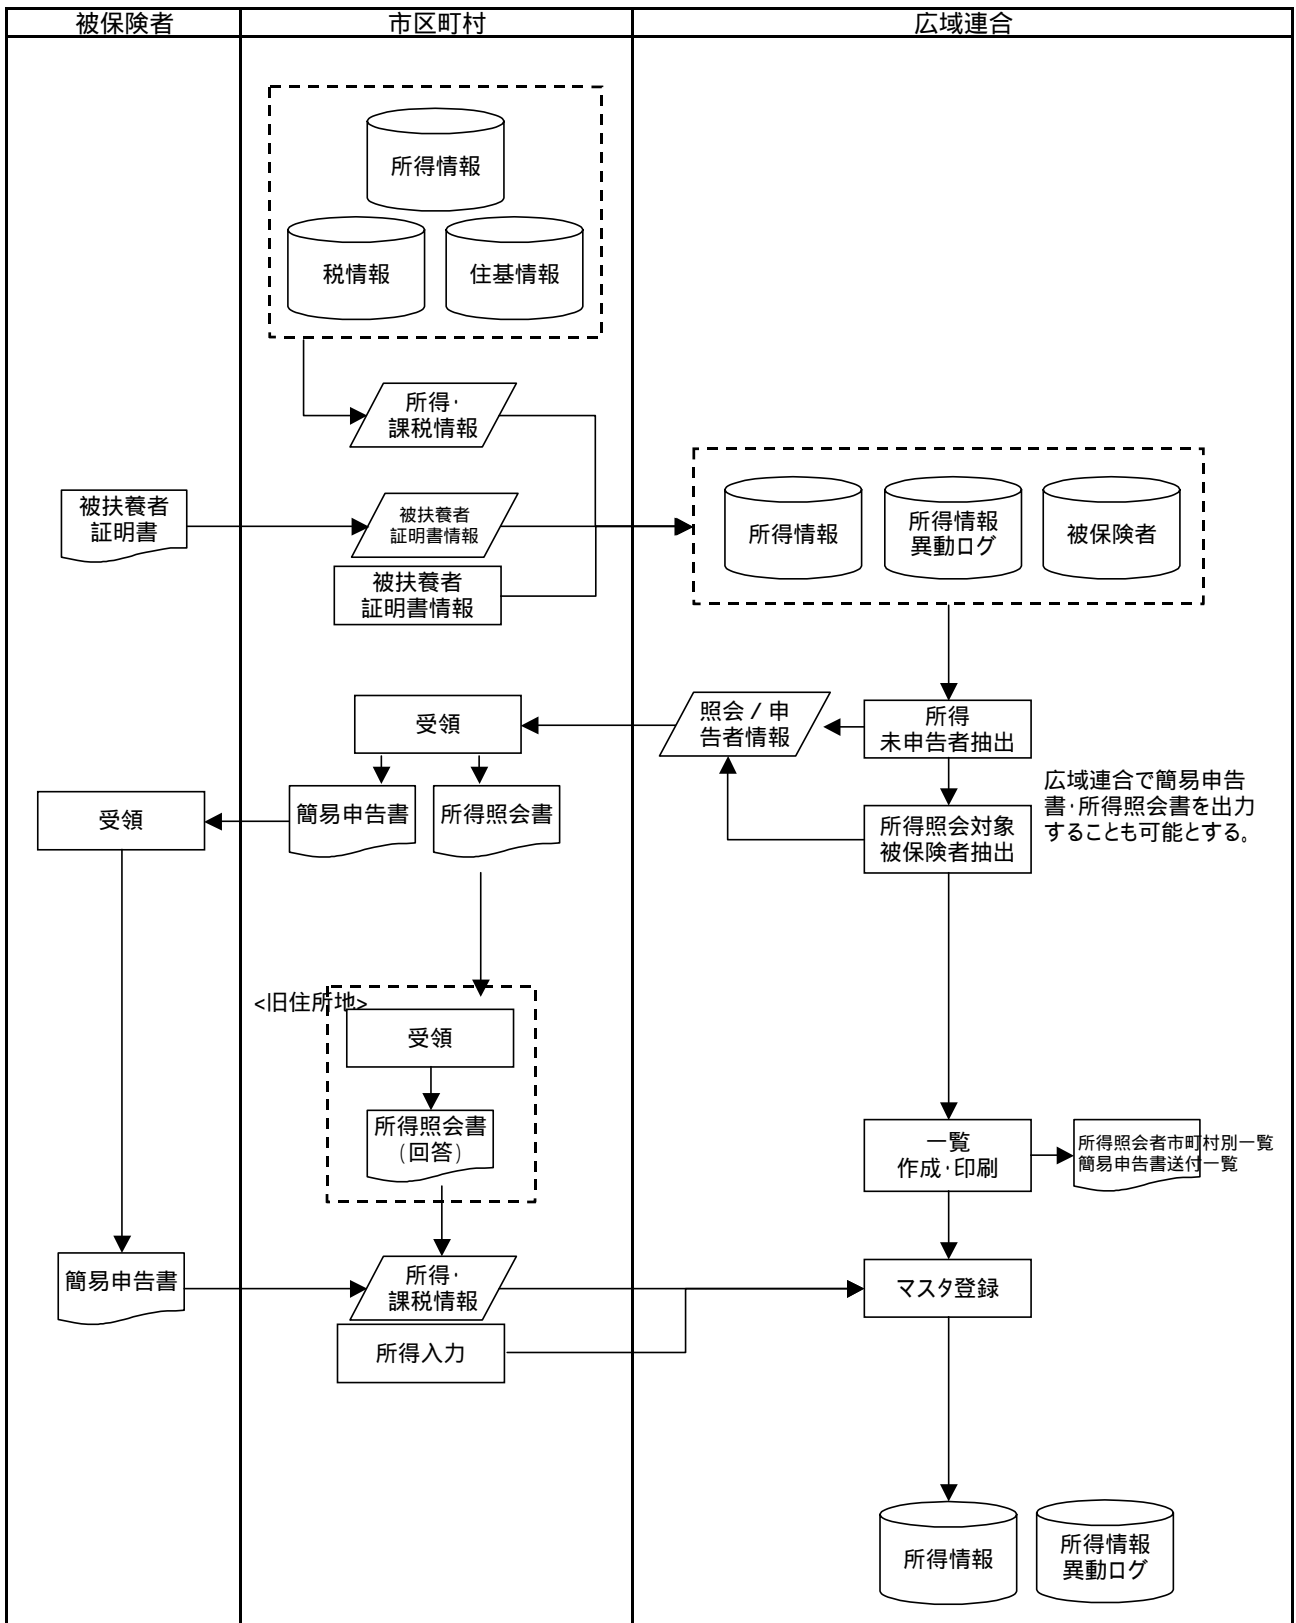 被保険者
市区町村
広域連合
所得情報
税情報
住基情報
所得・
課税情報
被扶養者
証明書
被扶養者
証明書情報
被扶養者
証明書情報
所得情報
所得情報
異動ログ
被保険者
受領
照会/申
告者情報
所得
未申告者抽出
広域連合で簡易申告
書・所得照会書を出力
することも可能とする。
受領
簡易申告書
所得照会書
所得照会対象
被保険者抽出
<旧住所地>
受領
所得照会書
(回答)
一覧
作成・印刷
所得照会者市町村別一覧
簡易申告書送付一覧
簡易申告書
所得・
課税情報
マスタ登録
所得入力
所得情報
所得情報
異動ログ